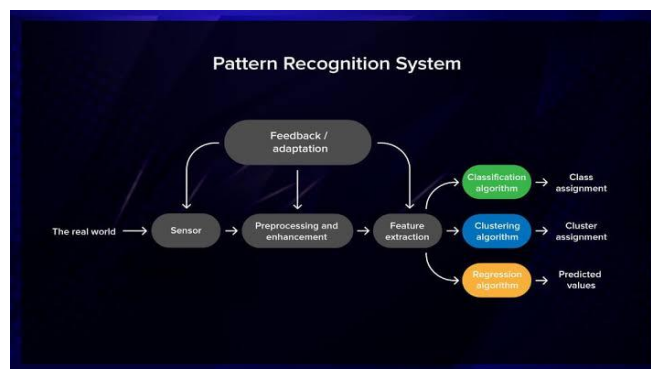 Pattern Recognition System
Feedback /
adaptation
The real world
Sensor
Preprocessing and
enhancement
Feature
extraction
Classification
algorithm
Class
assignment
Clustering
algorithm
Cluster
assignment
Regression
algorithm
Predicted
values